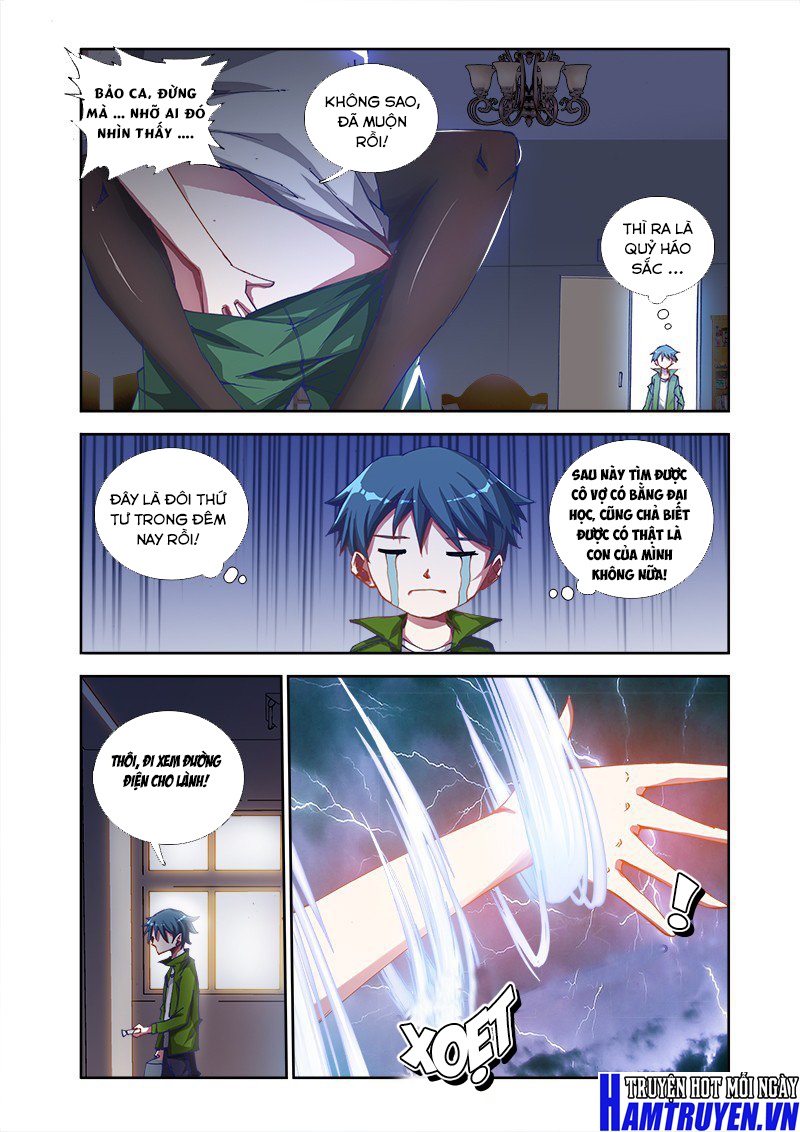 BẢO CA, ĐỪNG
MÀ ... NHỠ AI ĐÓ
NHÌN THẤY ....
KHÔNG SAO,
ĐÃ MUỘN
RỒI!
THÌ RA LÀ
QUỶ HÁO
SẮC ...
ĐÂY LÀ ĐÔI THỨ
TƯ TRONG ĐÊM
NAY RỒI!
SAU NÀY TÌM ĐƯỢC
CÔ VỢ CÓ BẰNG ĐẠI
HỌC, CŨNG CHẢ BIẾT
ĐƯỢC CÓ THẬT LÀ
CON CỦA MÌNH
KHÔNG NỮA!
THÔI, ĐI XEM ĐƯỜNG
ĐIỆN CHO LÀNH!
!
XOẸT
TRUYỆN HOT MỖI NGÀY
HAMTRUYEN.VN